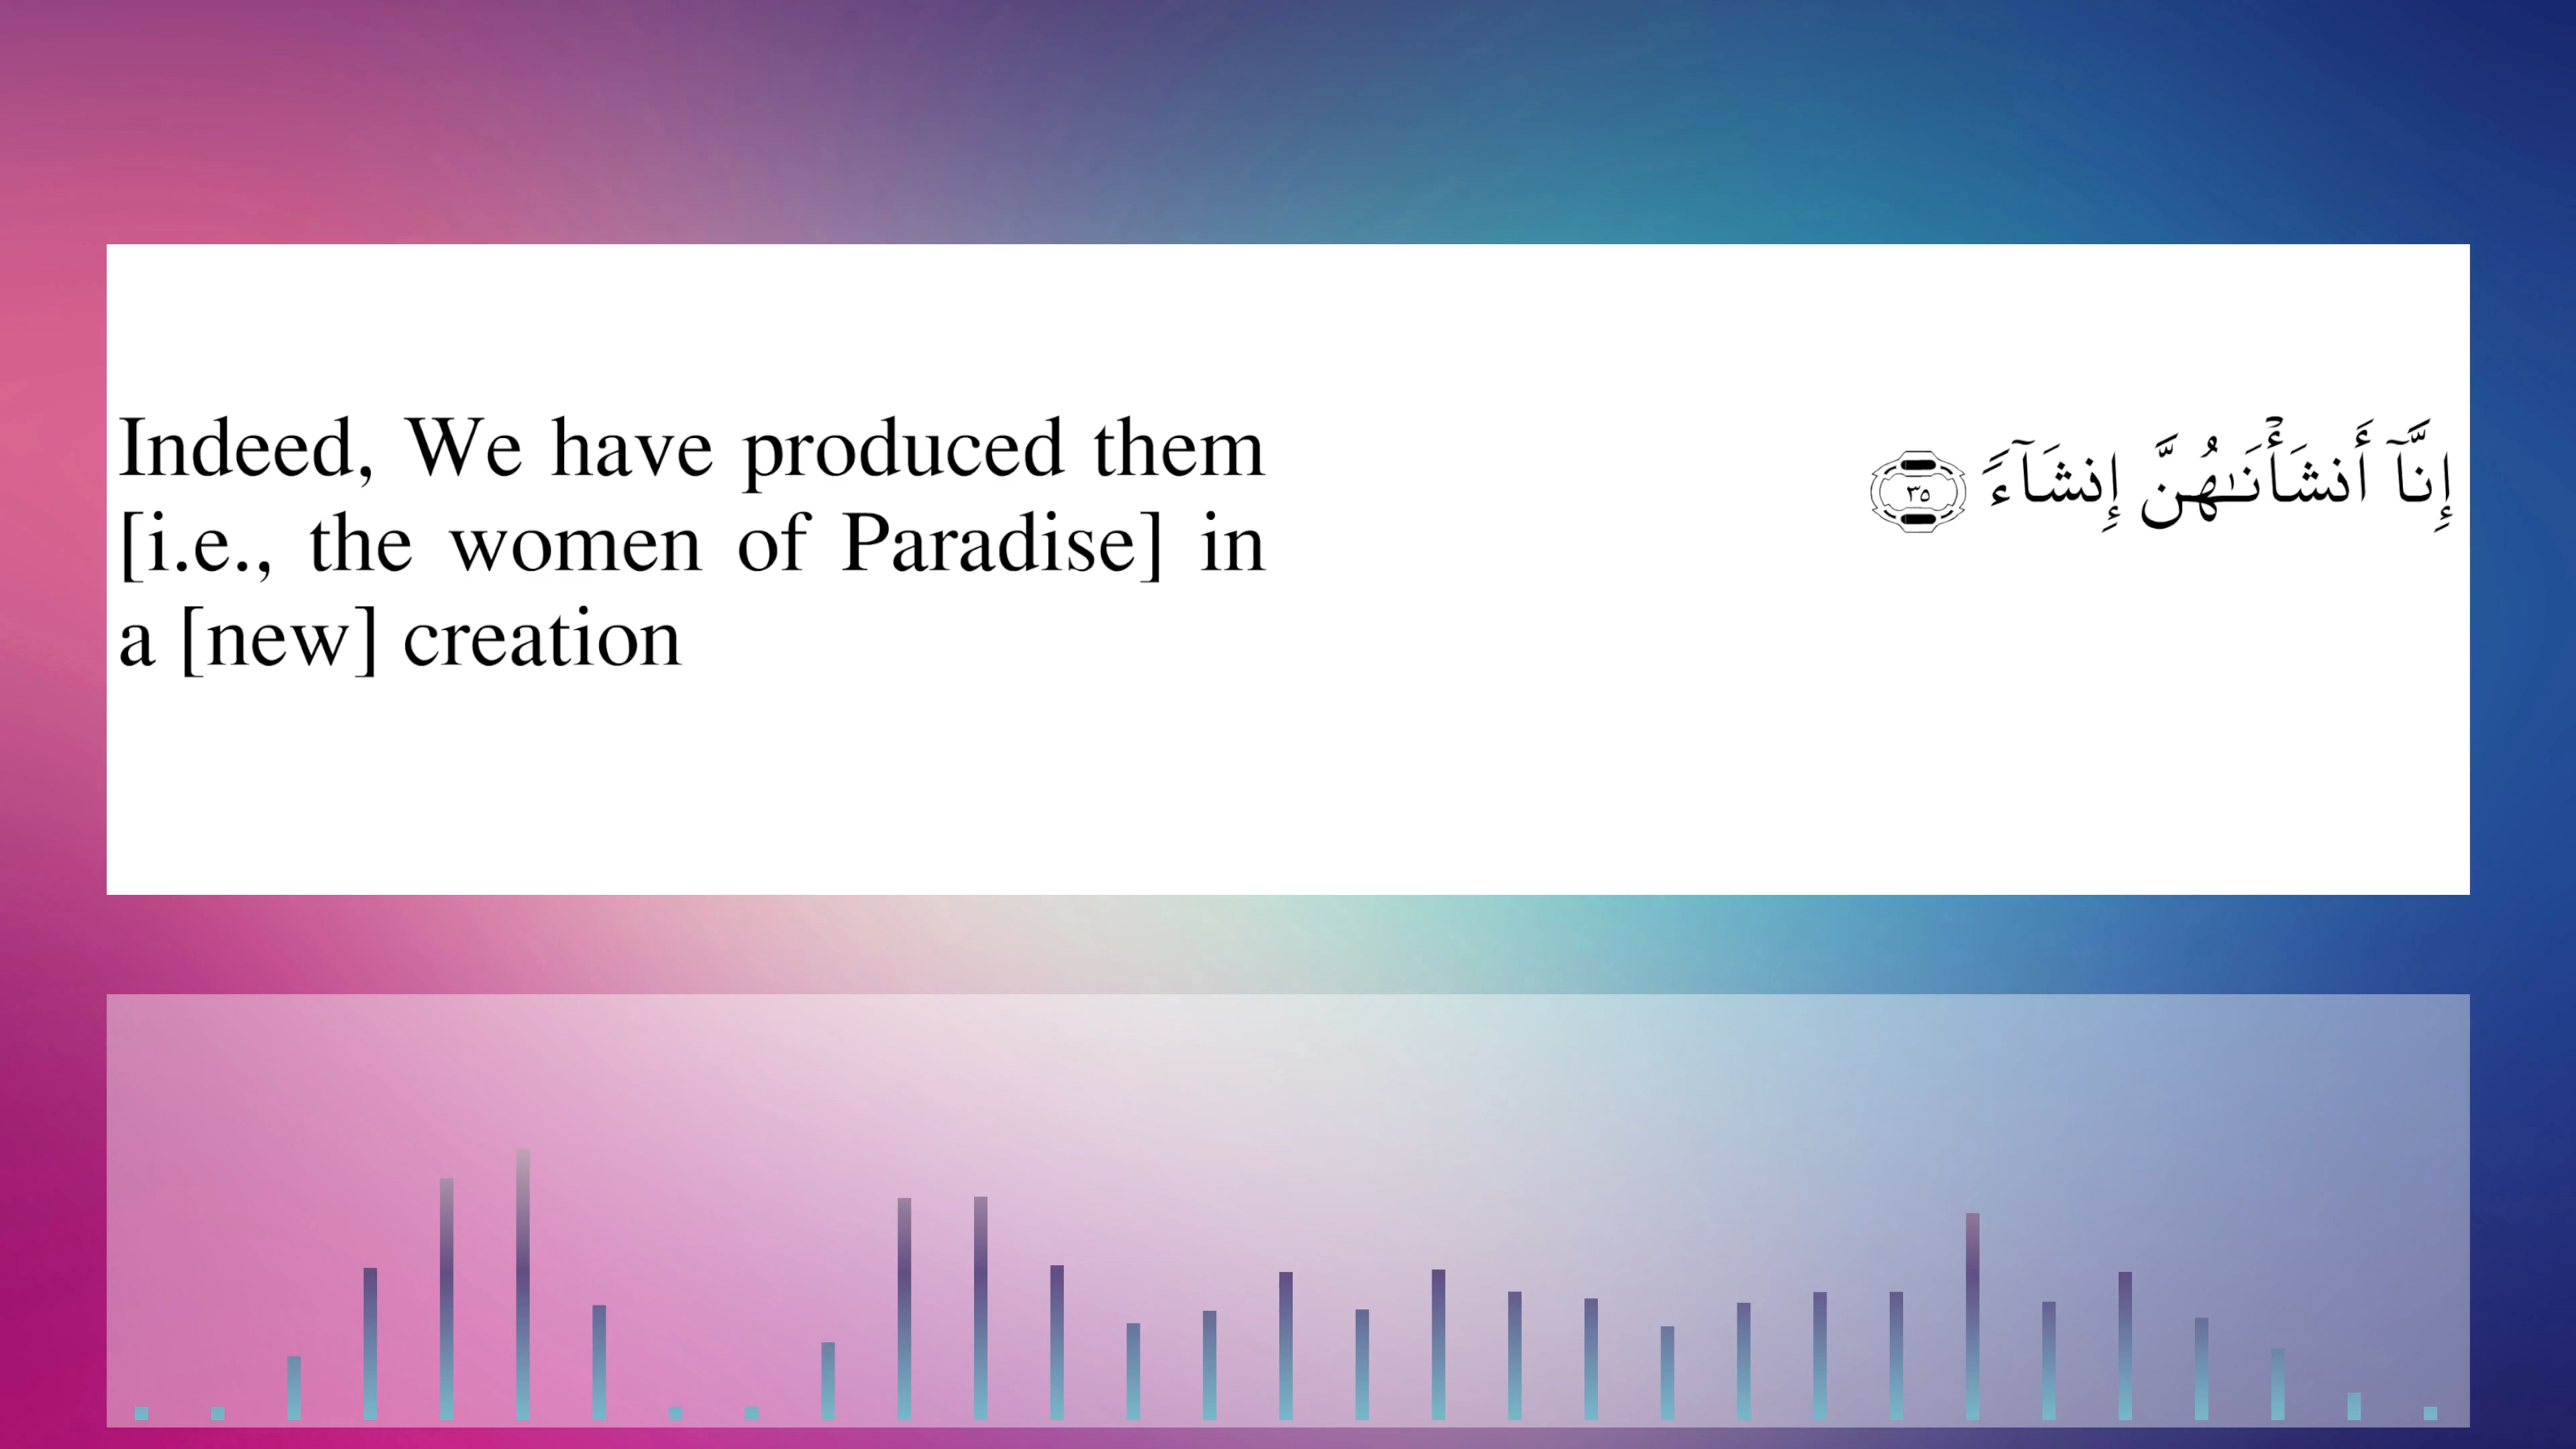 Indeed, We have produced them
[i.e., the women of Paradise] in
a [new] creation
إِنَّآ أَنشَأۡنَٰهُنَّ إِنشَآءٗ ٣٥